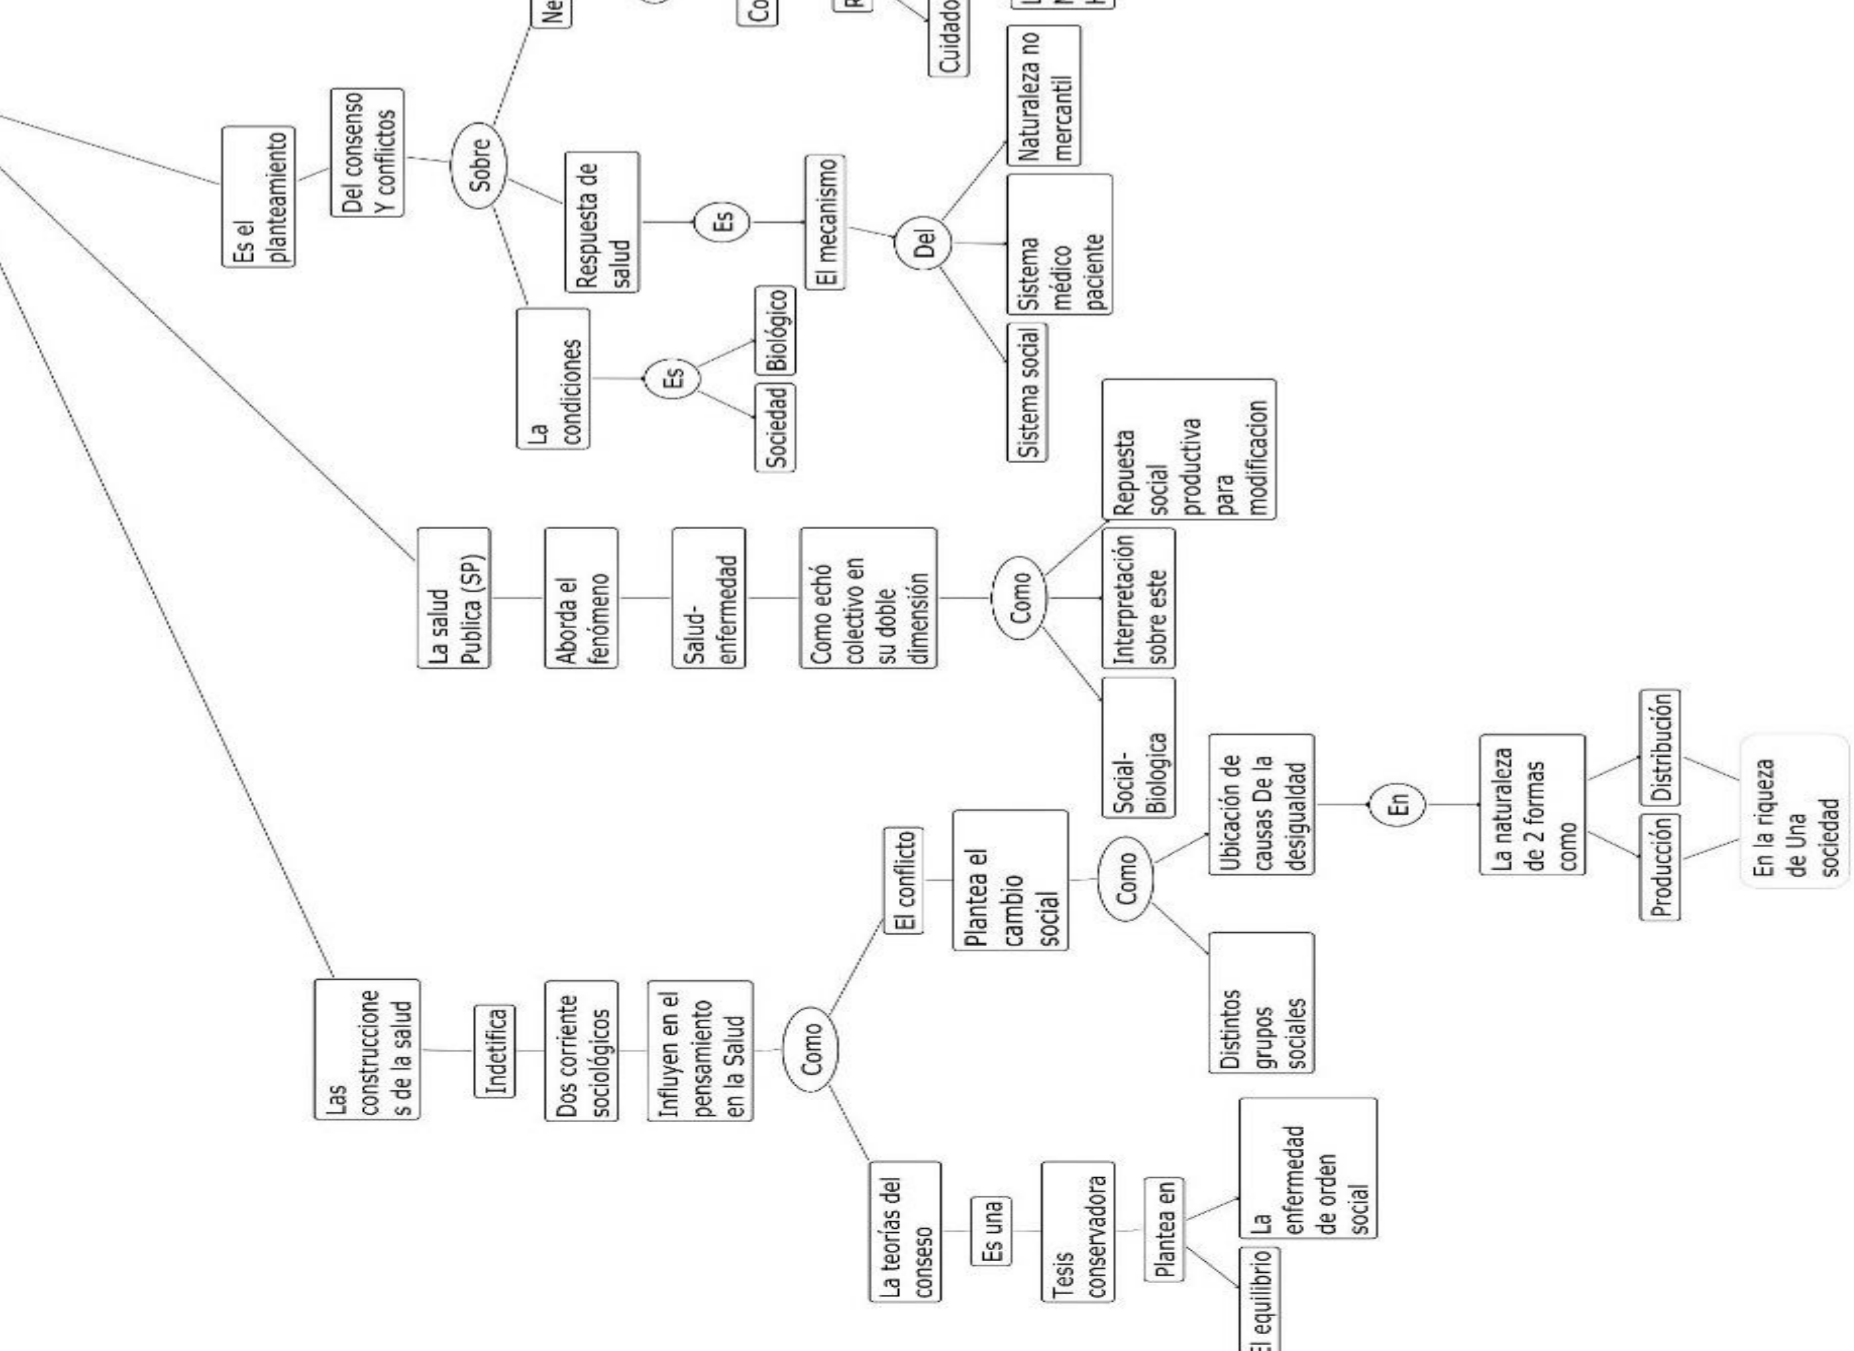 Las
construccione
s de la salud
Indetifica
Dos corriente
sociológicos
Influyen en el
pensamiento
en la Salud
Como
La teorías del
conseso
Es una
Tesis
conservadora
Plantea en
El equilibrio
La
enfermedad
de orden
social
El conflicto
Plantea el
cambio
social
Como
Distintos
grupos
sociales
Ubicación de
causas De la
desigualdad
En
La naturaleza
de 2 formas
como
Producción
Distribución
En la riqueza
de Una
sociedad
La salud
Publica (SP)
Aborda el
fenómeno
Salud-
enfermedad
Como echó
colectivo en
su doble
dimensión
Como
Social-
Biologica
Interpretación
sobre este
Repuesta
social
productiva
para
modificacion
Es el
planteamiento
Del consenso
Y conflictos
Sobre
La
condiciones
Es
Sociedad
Biológico
Respuesta de
salud
Es
El mecanismo
Del
Sistema social
Sistema
médico
paciente
Naturaleza no
mercantil
Ne
Co
Cuidado